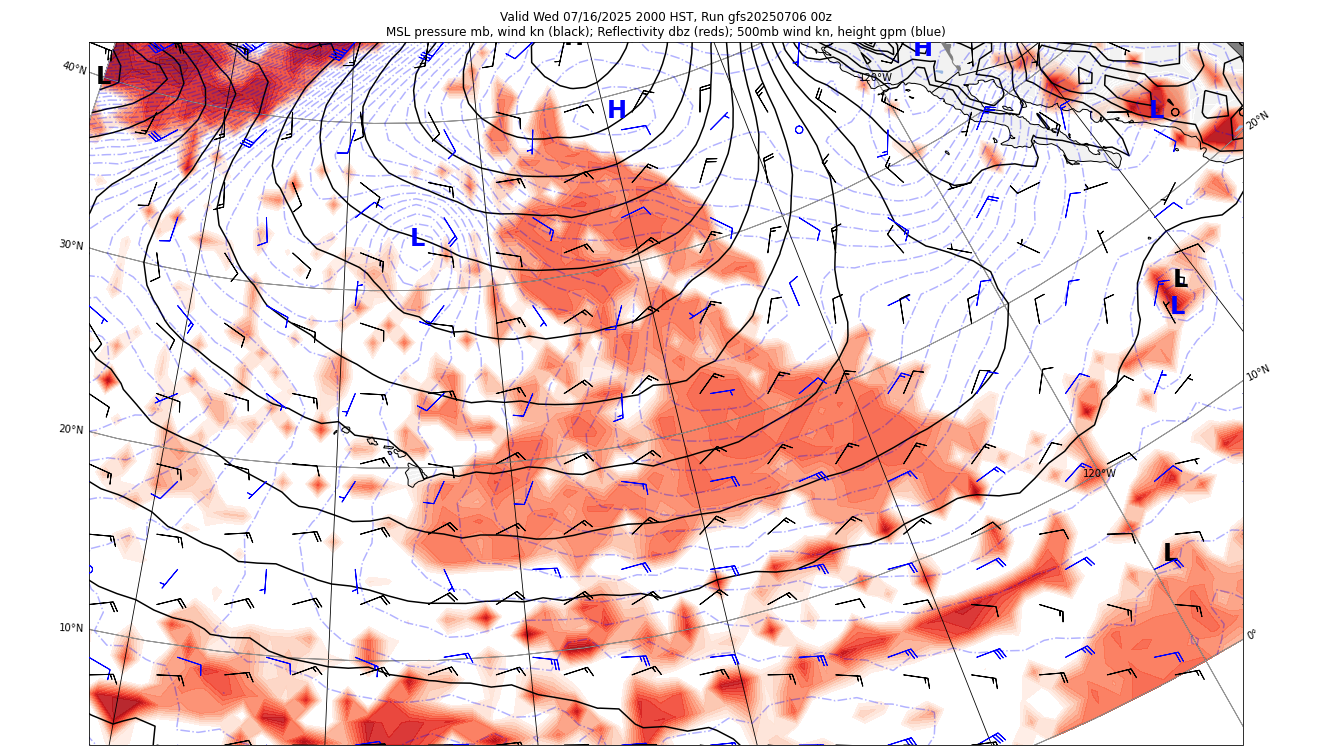 Valid Wed 07/16/2025 2000 HST, Run gfs20250706 00z
MSL pressure mb, wind kn (black); Reflectivity dbz (reds); 500mb wind kn, height gpm (blue)
H
H
40°N
L
120°W
H
L
20°N
30°N
L
L
L
10°N
20°N
120°W
L
10°N
0°